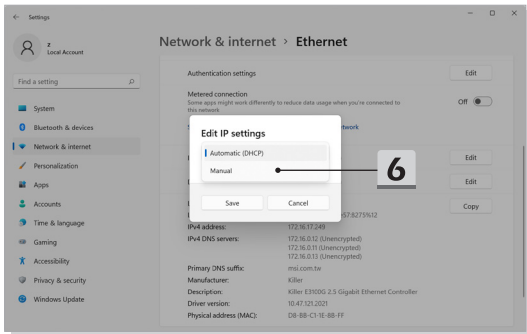 Settings
2
Local Account
Find a setting
System
Bluetooth & devices
Network & internet
Personalization
Apps
Accounts
Time & language
Gaming
Accessibility
Privacy & security
Windows Update
Network & internet > Ethernet
Authentication settings
Edit
Metered connection
Some apps might work differently to reduce data usage when you're connected to
this network
Off
Edit IP settings
Automatic (DHCP)
Manual
6
Save
Cancel
Edit
Edit
Copy
IPv4 address: 172.16.17.249
IPv4 DNS servers: 172.16.0.12 (Unencrypted)
172.16.0.11 (Unencrypted)
172.16.0.13 (Unencrypted)
Primary DNS suffix: msi.com.tw
Manufacturer: Killer
Description: Killer E3100G 2.5 Gigabit Ethernet Controller
Driver version: 10.47.121.2021
Physical address (MAC): D8-BB-C1-1E-8B-FF